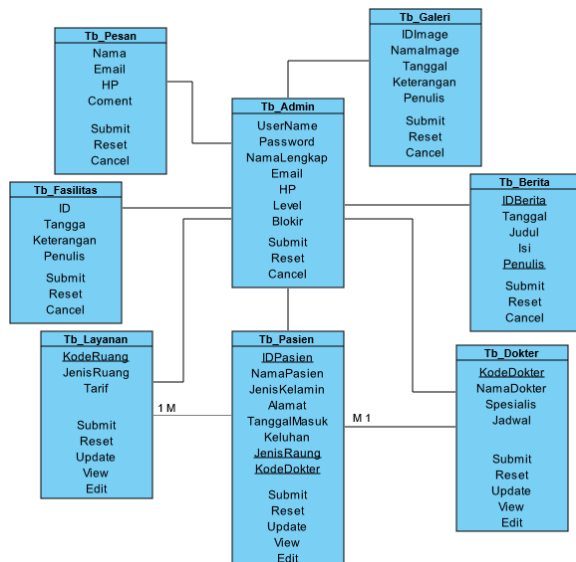 Tb_Pesan
Nama
Email
HP
Coment
Submit
Reset
Cancel
Tb_Galeri
IDImage
NamaImage
Tanggal
Keterangan
Penulis
Submit
Reset
Cancel
Tb_Admin
UserName
Password
NamaLengkap
Email
HP
Level
Blokir
Submit
Reset
Cancel
Tb_Fasilitas
ID
Tangga
Keterangan
Penulis
Submit
Reset
Cancel
Tb_Berita
IDBerita
Tanggal
Judul
Isi
Penulis
Submit
Reset
Cancel
Tb_Layanan
KodeRuang
JenisRuang
Tarif
Submit
Reset
Update
View
Edit
1 M
Tb_Pasien
IDPasien
NamaPasien
JenisKelamin
Alamat
TanggalMasuk
Keluhan
JenisRaung
KodeDokter
Submit
Reset
Update
View
Edit
M 1
Tb_Dokter
KodeDokter
NamaDokter
Spesialis
Jadwal
Submit
Reset
Update
View
Edit